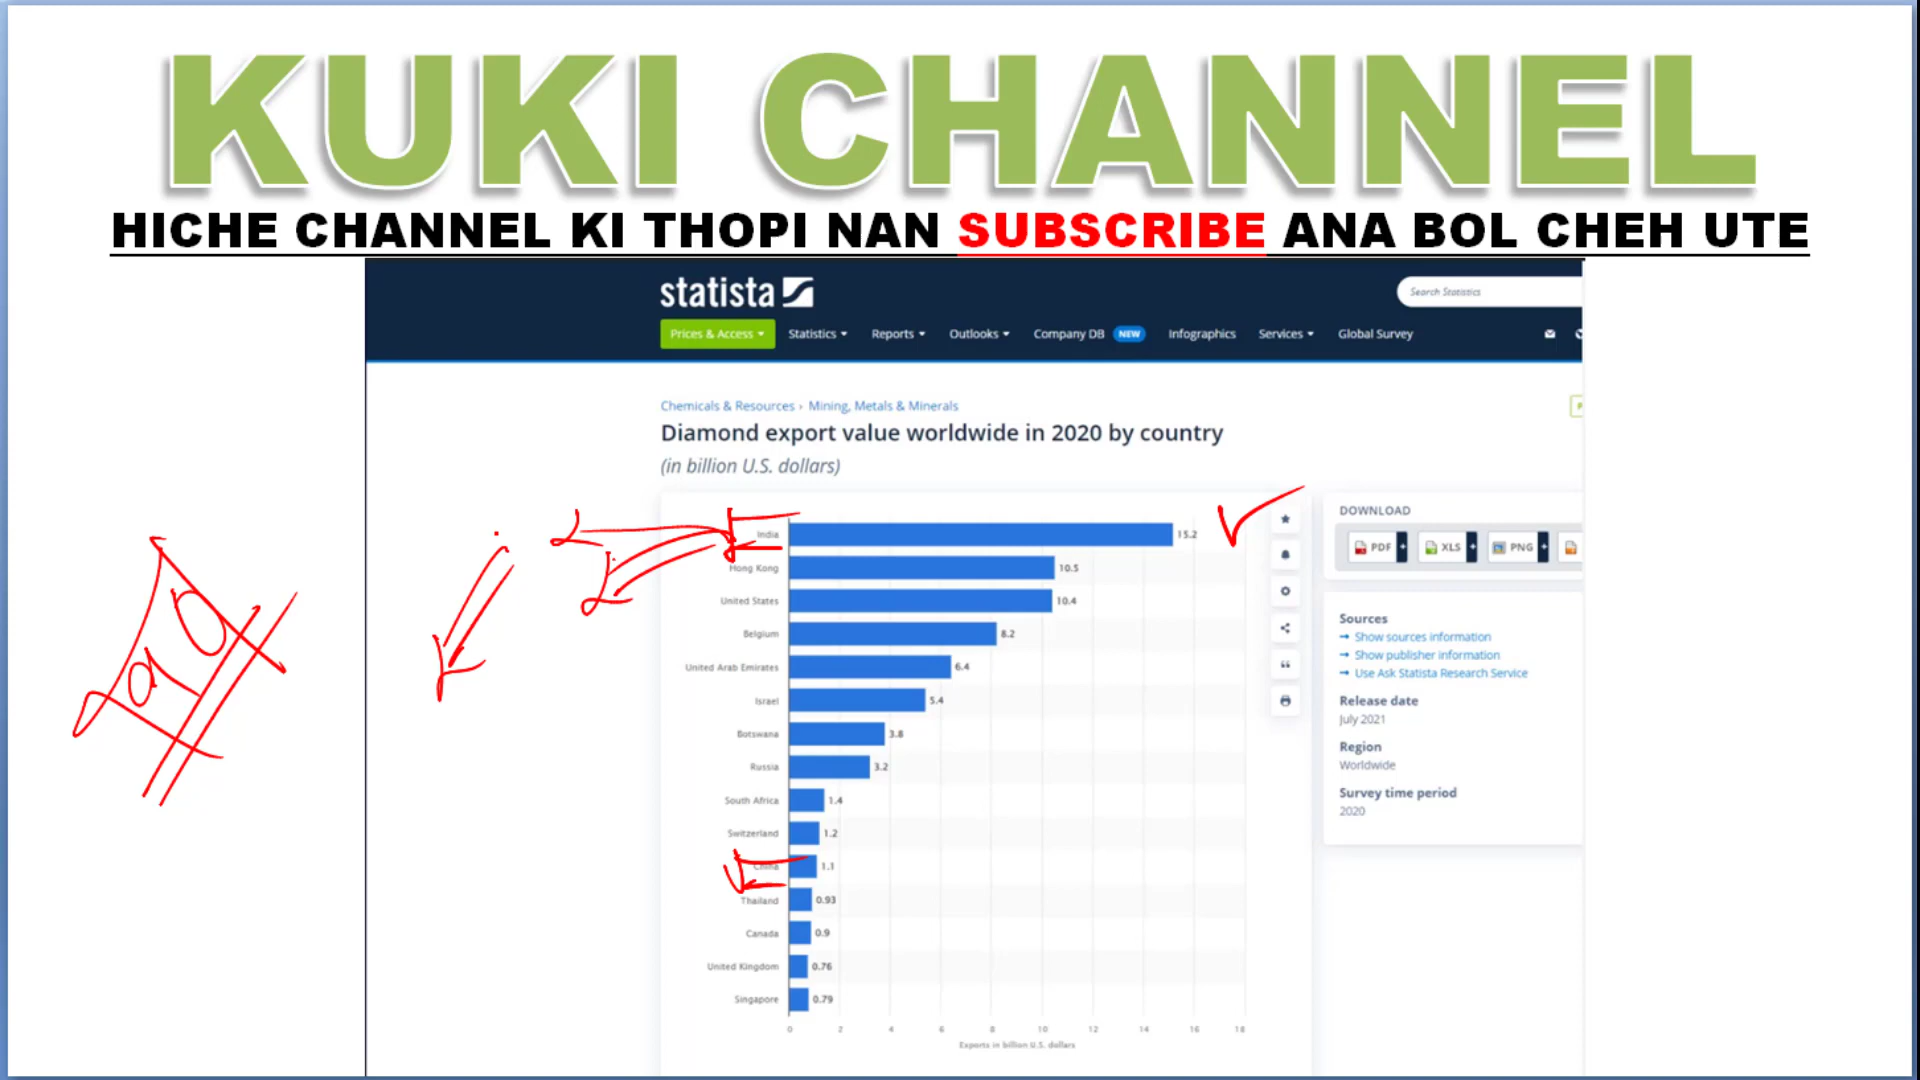 KUKI CHANNEL
HICHE CHANNEL KI THOPI NAN SUBSCRIBE ANA BOL CHEH UTE
statista
Search Statistics
Prices & Access Statistics Reports Outlooks Company DB NEW Infographics Services Global Survey
Chemicals & Resources › Mining, Metals & Minerals
Diamond export value worldwide in 2020 by country
(in billion U.S. dollars)
India 15.2
Hong Kong 10.5
United States 10.4
Belgium 8.2
United Arab Emirates 6.4
Israel 5.4
Botswana 3.8
Russia 3.2
South Africa 1.4
Switzerland 1.2
China 1.1
Thailand 0.93
Canada 0.9
United Kingdom 0.76
Singapore 0.79
0 2 4 6 8 10 12 14 16 18
Exports in billion U.S. dollars
DOWNLOAD
PDF + XLS + PNG +
Sources
→ Show sources information
→ Show publisher information
→ Use Ask Statista Research Service
Release date
July 2021
Region
Worldwide
Survey time period
2020